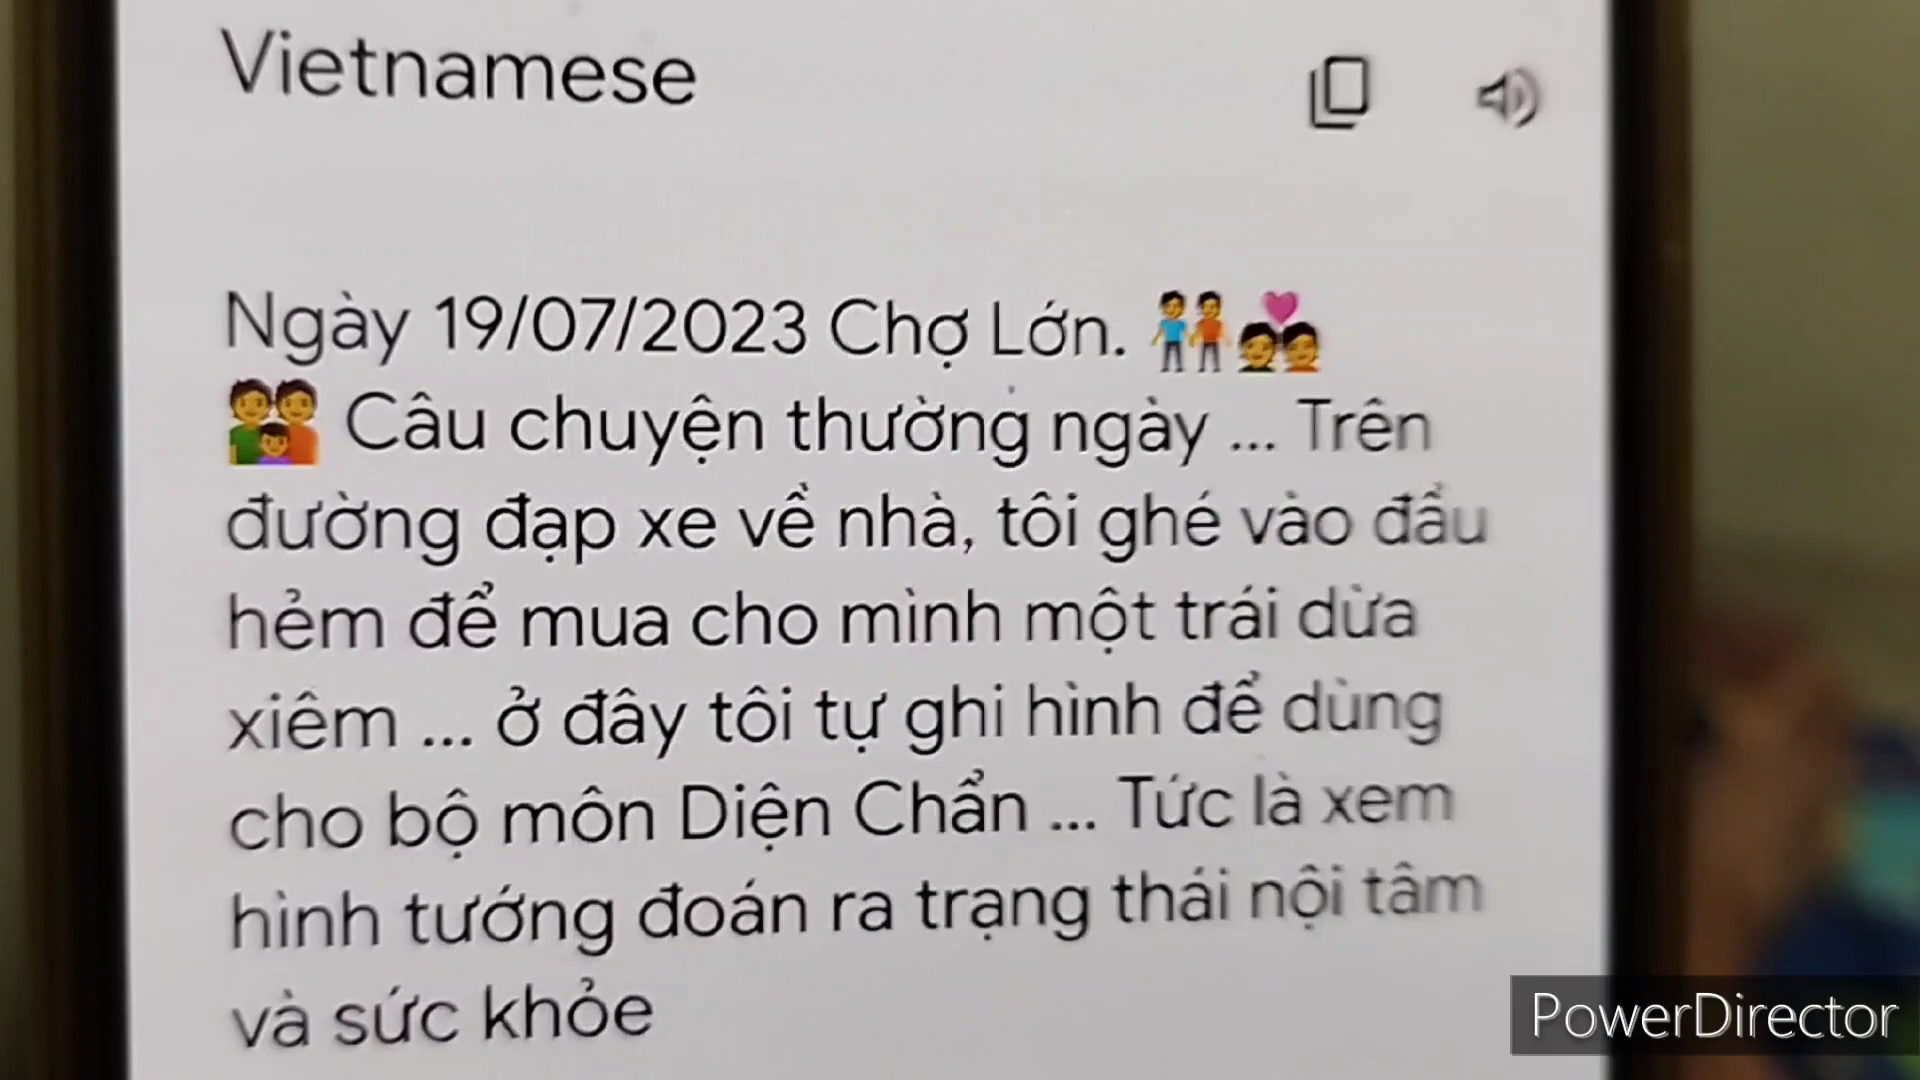 Vietnamese
Ngày 19/07/2023 Chợ Lớn. 👬💑
👪 Câu chuyện thường ngày ... Trên
đường đạp xe về nhà, tôi ghé vào đầu
hẻm để mua cho mình một trái dừa
xiêm ... ở đây tôi tự ghi hình để dùng
cho bộ môn Diện Chẩn ... Tức là xem
hình tướng đoán ra trạng thái nội tâm
và sức khỏe
PowerDirector